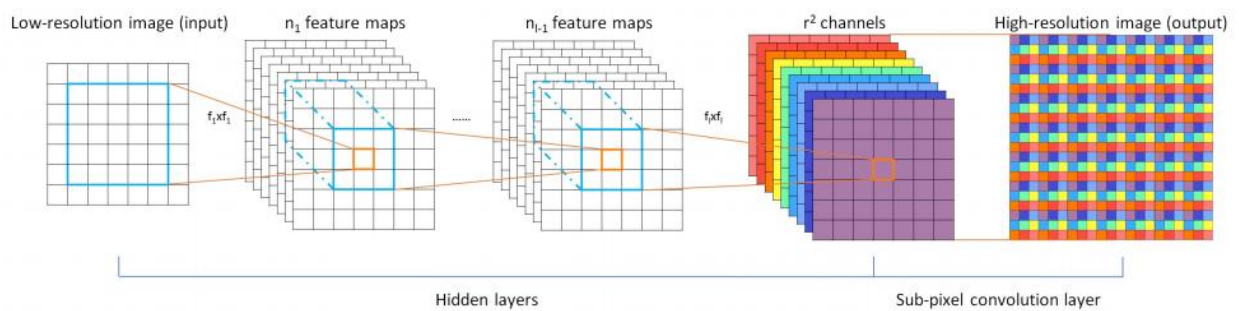 Low-resolution image (input)
n₁ feature maps
nₗ₋₁ feature maps
r² channels
High-resolution image (output)
f₁xf₁
......
fₗxfₗ
Hidden layers
Sub-pixel convolution layer